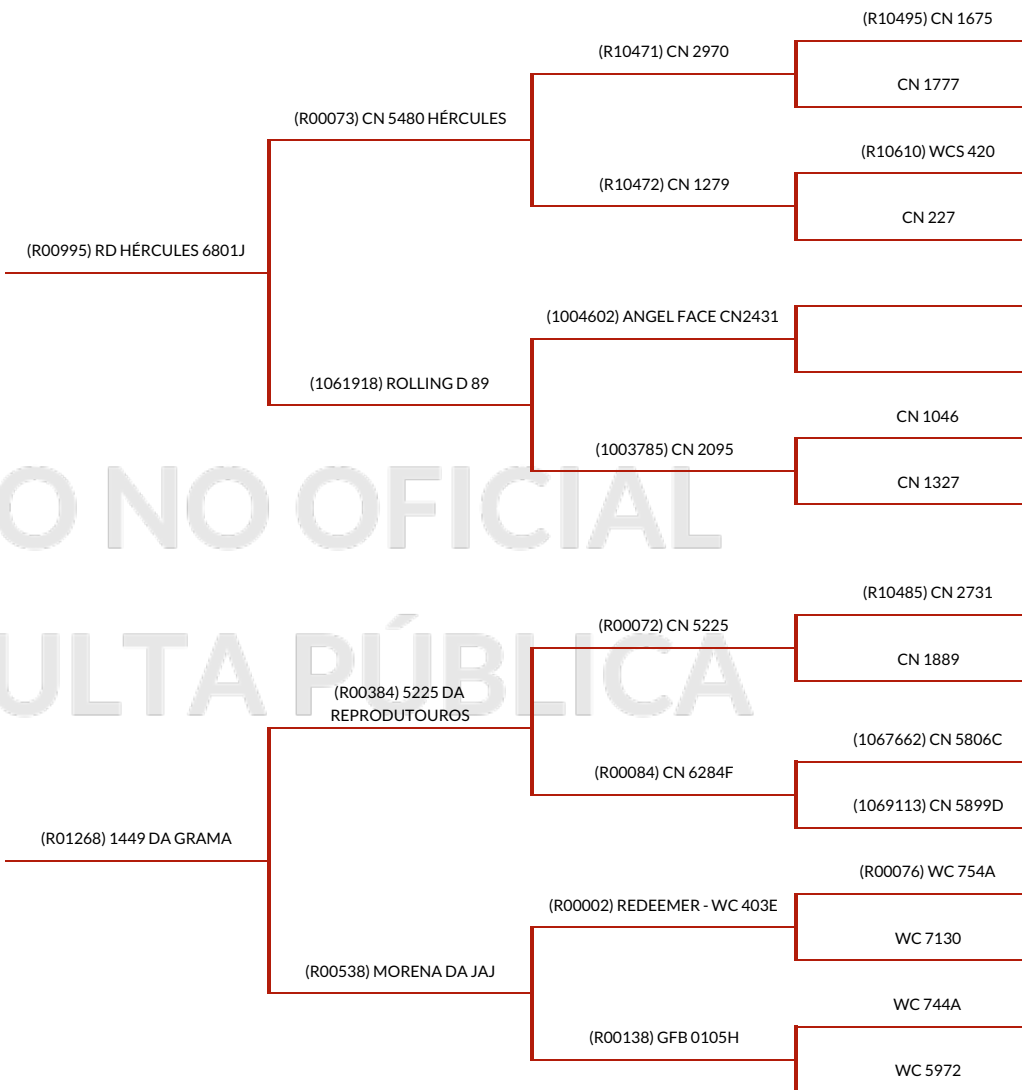 (R10495) CN 1675
(R10471) CN 2970
CN 1777
(R00073) CN 5480 HÉRCULES
(R10610) WCS 420
(R10472) CN 1279
CN 227
(R00995) RD HÉRCULES 6801J
(1004602) ANGEL FACE CN2431
(1061918) ROLLING D 89
CN 1046
(1003785) CN 2095
CN 1327
O NO OFICIAL
(R10485) CN 2731
(R00072) CN 5225
CN 1889
ULTA PÚBLICA
(R00384) 5225 DA
REPRODUTOUROS
(1067662) CN 5806C
(R00084) CN 6284F
(1069113) CN 5899D
(R01268) 1449 DA GRAMA
(R00076) WC 754A
(R00002) REDEEMER - WC 403E
WC 7130
(R00538) MORENA DA JAJ
WC 744A
(R00138) GFB 0105H
WC 5972